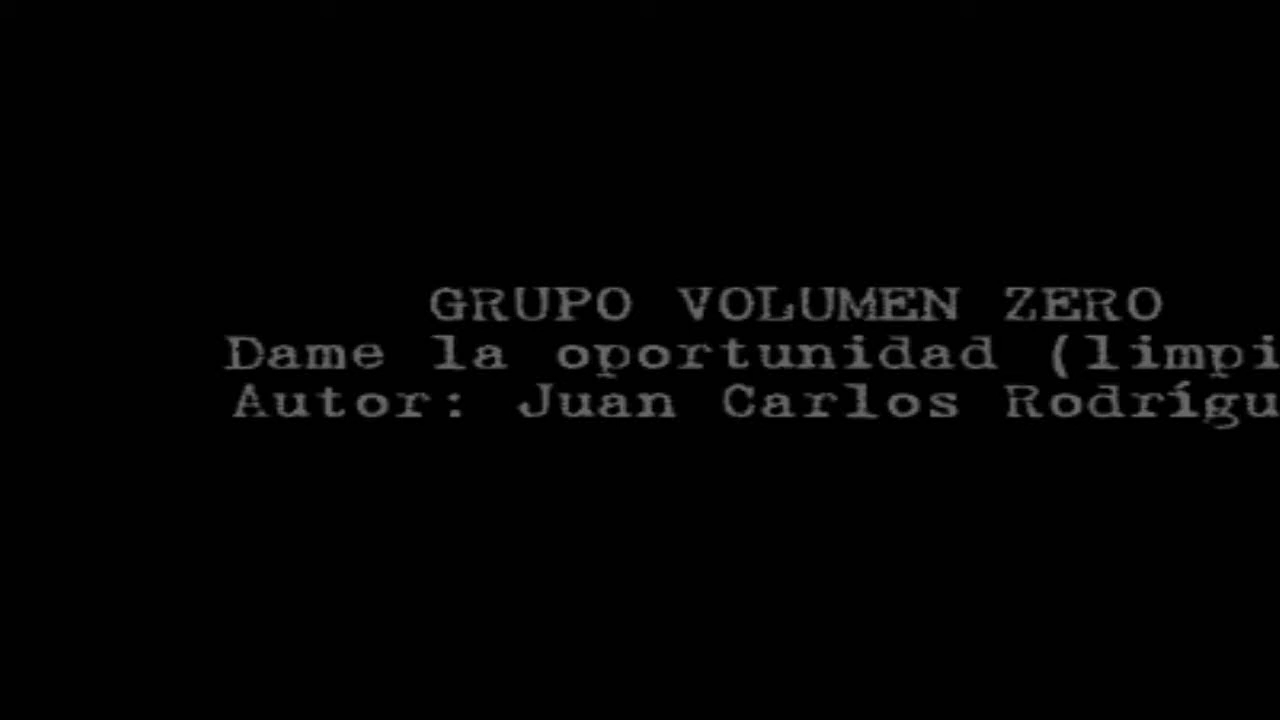 GRUPO VOLUMEN ZERO
Dame la oportunidad (limpi
Autor: Juan Carlos Rodrígu